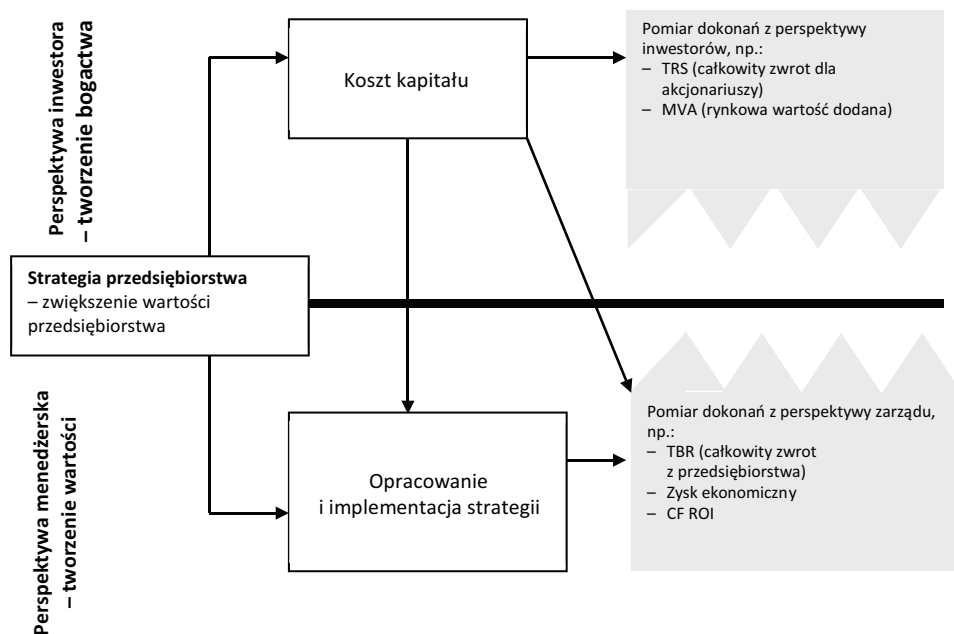 Perspektywa inwestora
– tworzenie bogactwa
Koszt kapitału
Pomiar dokonań z perspektywy
inwestorów, np.:
– TRS (całkowity zwrot dla
akcjonariuszy)
– MVA (rynkowa wartość dodana)
Strategia przedsiębiorstwa
– zwiększenie wartości
przedsiębiorstwa
Perspektywa menedżerska
– tworzenie wartości
Opracowanie
i implementacja strategii
Pomiar dokonań z perspektywy zarządu,
np.:
– TBR (całkowity zwrot
z przedsiębiorstwa)
– Zysk ekonomiczny
– CF ROI